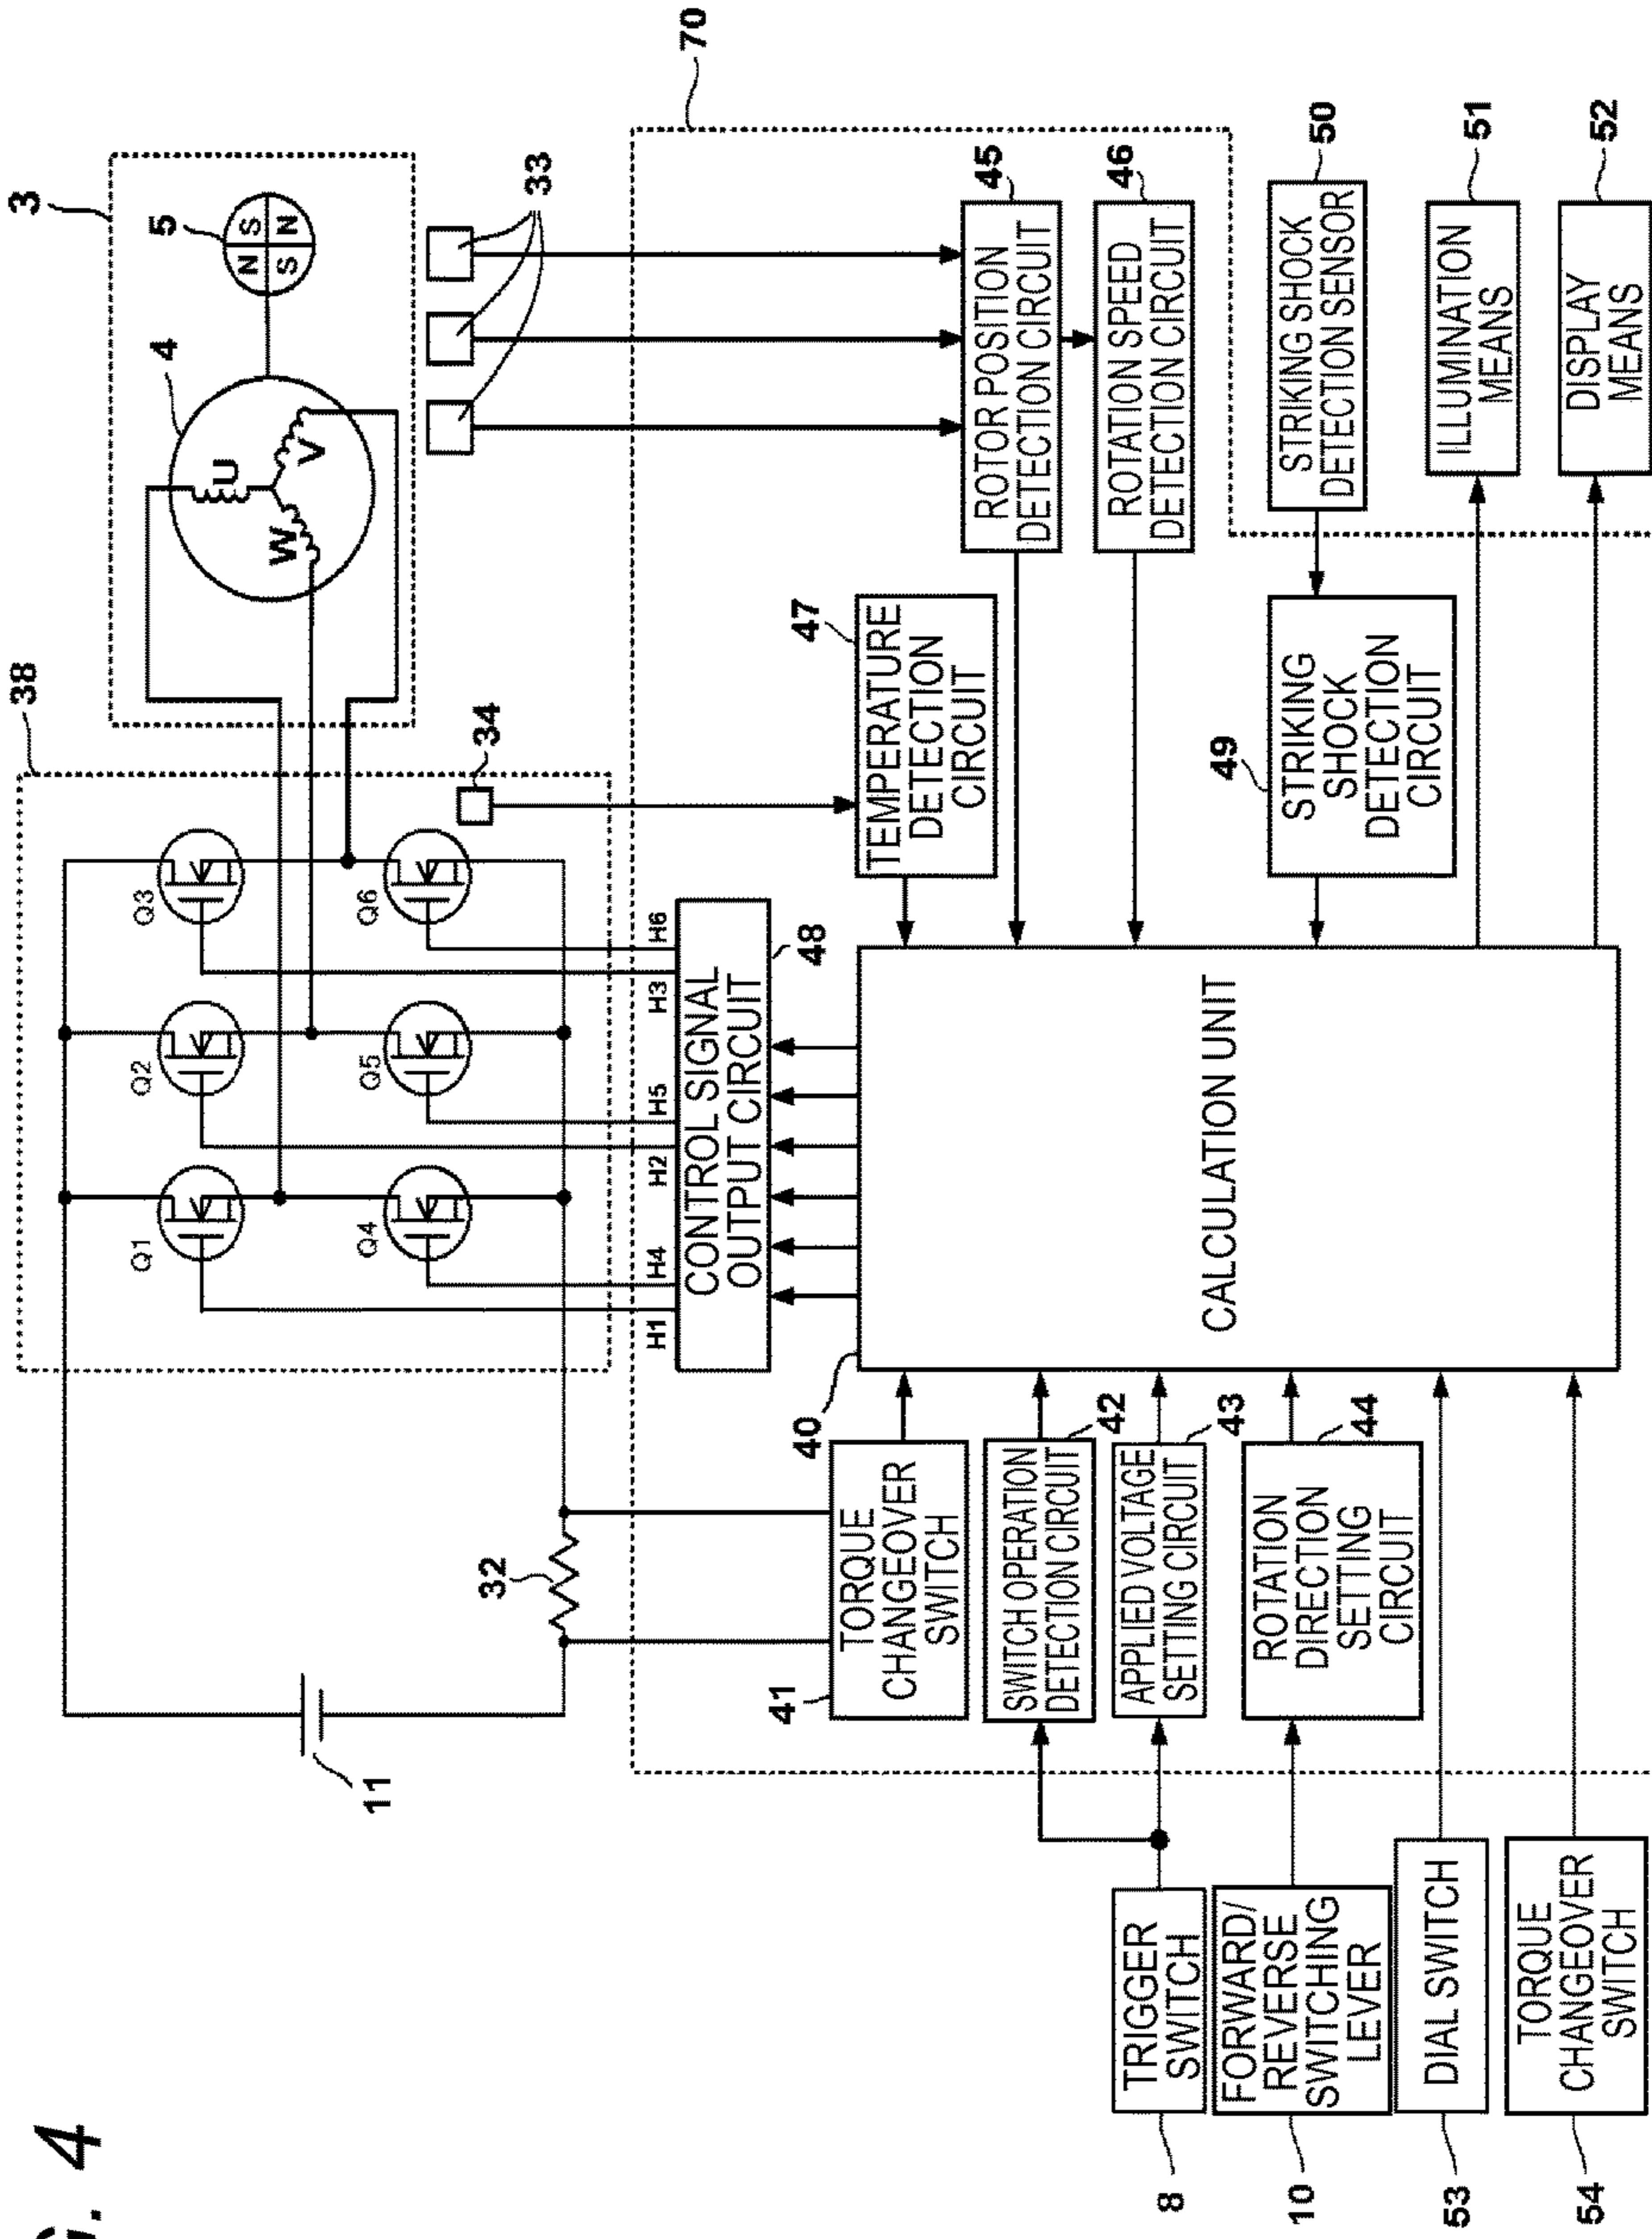 G. 4
38
3
4
5
N
S
S
N
U
V
W
Q1
Q2
Q3
Q4
Q5
Q6
34
33
70
11
32
H1
H4
H2
H5
H3
H6
CONTROL SIGNAL
OUTPUT CIRCUIT
48
41
TORQUE
CHANGEOVER
SWITCH
40
CALCULATION UNIT
TEMPERATURE
DETECTION
CIRCUIT
47
ROTOR POSITION
DETECTION CIRCUIT
45
SWITCH OPERATION
DETECTION CIRCUIT
42
ROTATION SPEED
DETECTION CIRCUIT
46
8
TRIGGER
SWITCH
APPLIED VOLTAGE
SETTING CIRCUIT
43
10
FORWARD/
REVERSE
SWITCHING
LEVER
ROTATION
DIRECTION
SETTING
CIRCUIT
44
49
STRIKING
SHOCK
DETECTION
CIRCUIT
STRIKING SHOCK
DETECTION SENSOR
50
53
DIAL SWITCH
ILLUMINATION
MEANS
51
54
TORQUE
CHANGEOVER
SWITCH
DISPLAY
MEANS
52